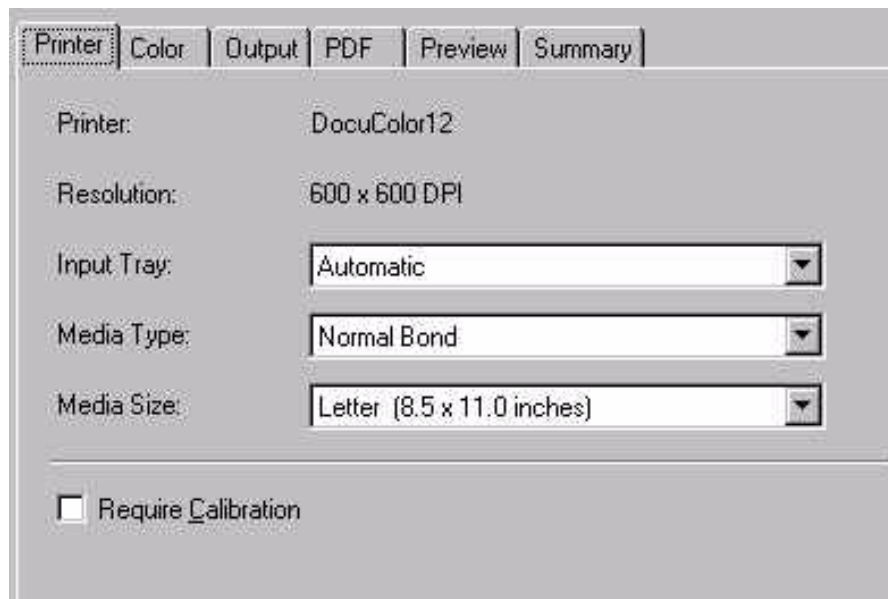 Printer Color Output PDF Preview Summary
Printer: DocuColor12
Resolution: 600 x 600 DPI
Input Tray: Automatic
Media Type: Normal Bond
Media Size: Letter (8.5 x 11.0 inches)
Require Calibration